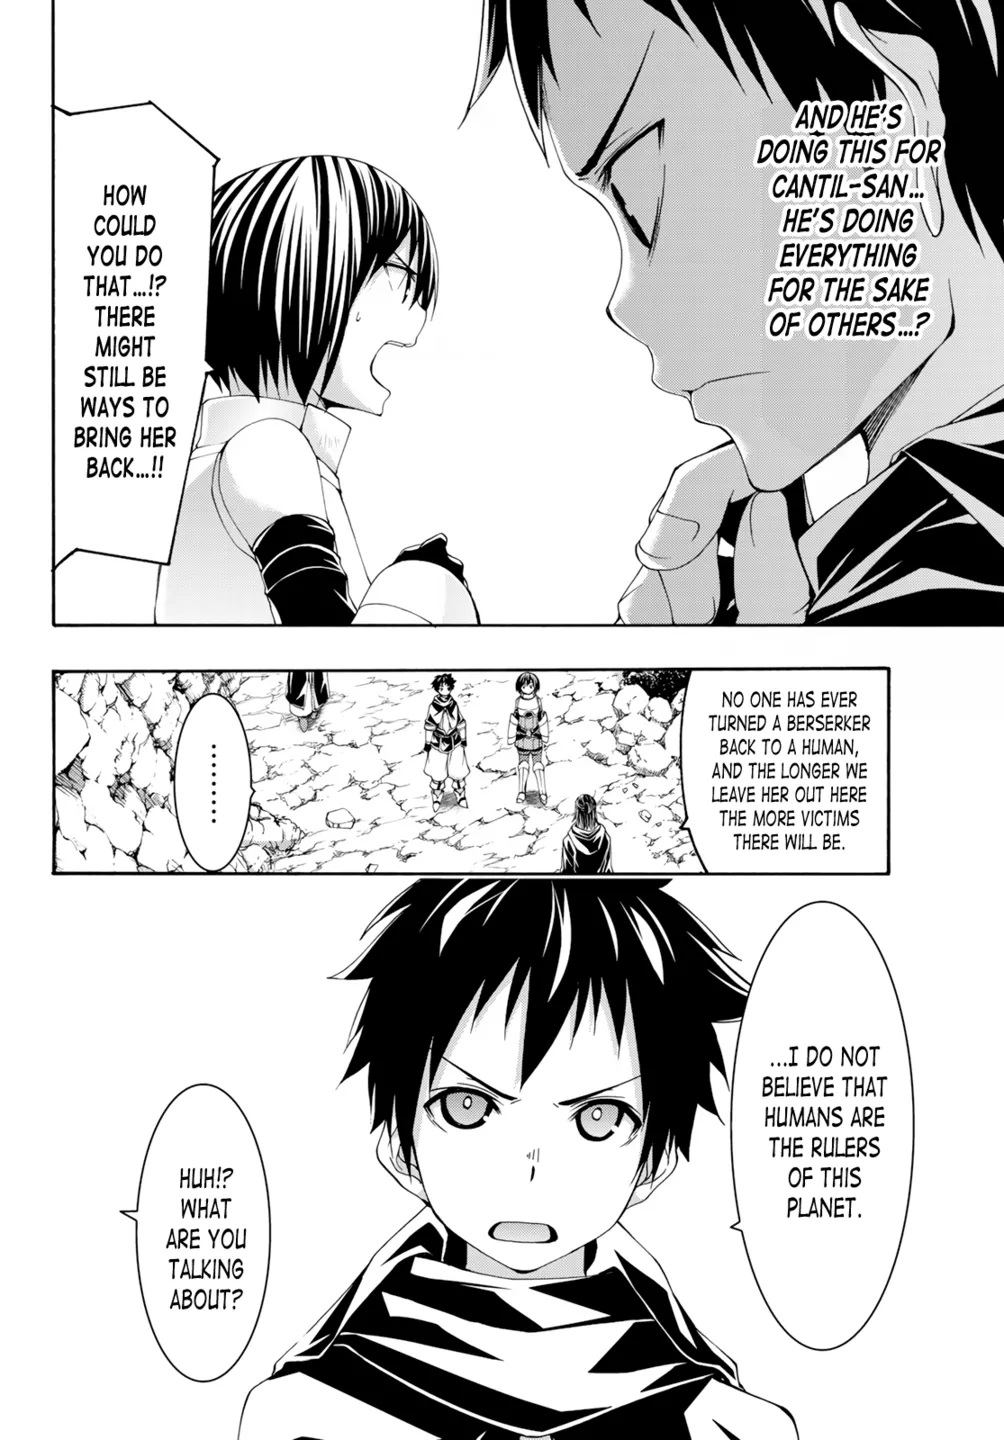 AND HE'S
DOING THIS FOR
CANTIL-SAN...
HE'S DOING
EVERYTHING
FOR THE SAKE
OF OTHERS...?
HOW
COULD
YOU DO
THAT...!?
THERE
MIGHT
STILL BE
WAYS TO
BRING HER
BACK...!!
NO ONE HAS EVER
TURNED A BERSERKER
BACK TO A HUMAN,
AND THE LONGER WE
LEAVE HER OUT HERE
THE MORE VICTIMS
THERE WILL BE.
.........
...I DO NOT
BELIEVE THAT
HUMANS ARE
THE RULERS
OF THIS
PLANET.
HUH!?
WHAT
ARE YOU
TALKING
ABOUT?